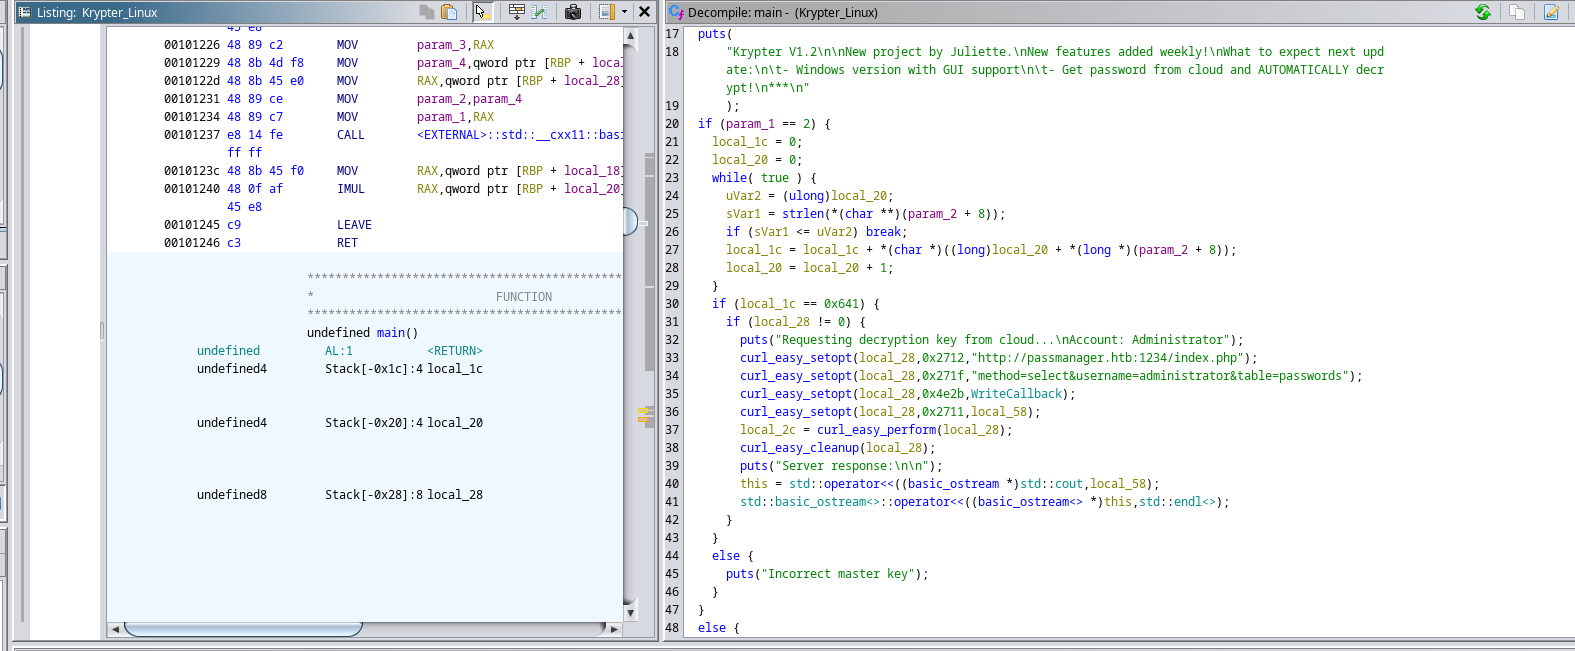 Listing: Krypter_Linux
45 e8
00101226 48 89 c2 MOV param_3,RAX
00101229 48 8b 4d f8 MOV param_4,qword ptr [RBP + loca
0010122d 48 8b 45 e0 MOV RAX,qword ptr [RBP + local_28]
00101231 48 89 ce MOV param_2,param_4
00101234 48 89 c7 MOV param_1,RAX
00101237 e8 14 fe CALL <EXTERNAL>::std::__cxx11::bas
ff ff
0010123c 48 8b 45 f0 MOV RAX,qword ptr [RBP + local_18]
00101240 48 0f af IMUL RAX,qword ptr [RBP + local_20]
45 e8
00101245 c9 LEAVE
00101246 c3 RET
*********************************************
* FUNCTION
*********************************************
undefined main()
undefined AL:1 <RETURN>
undefined4 Stack[-0x1c]:4 local_1c
undefined4 Stack[-0x20]:4 local_20
undefined8 Stack[-0x28]:8 local_28
Decompile: main - (Krypter_Linux)
17 puts(
18 "Krypter V1.2\n\nNew project by Juliette.\nNew features added weekly!\nWhat to expect next upd
ate:\n\t- Windows version with GUI support\n\t- Get password from cloud and AUTOMATICALLY decr
ypt!\n***\n"
19 );
20 if (param_1 == 2) {
21 local_1c = 0;
22 local_20 = 0;
23 while( true ) {
24 uVar2 = (ulong)local_20;
25 sVar1 = strlen(*(char **)(param_2 + 8));
26 if (sVar1 <= uVar2) break;
27 local_1c = local_1c + *(char *)((long)local_20 + *(long *)(param_2 + 8));
28 local_20 = local_20 + 1;
29 }
30 if (local_1c == 0x641) {
31 if (local_28 != 0) {
32 puts("Requesting decryption key from cloud...\nAccount: Administrator");
33 curl_easy_setopt(local_28,0x2712,"http://passmanager.htb:1234/index.php");
34 curl_easy_setopt(local_28,0x271f,"method=select&username=administrator&table=passwords");
35 curl_easy_setopt(local_28,0x4e2b,WriteCallback);
36 curl_easy_setopt(local_28,0x2711,local_58);
37 local_2c = curl_easy_perform(local_28);
38 curl_easy_cleanup(local_28);
39 puts("Server response:\n\n");
40 this = std::operator<<((basic_ostream *)std::cout,local_58);
41 std::basic_ostream<>::operator<<((basic_ostream<> *)this,std::endl<>);
42 }
43 }
44 else {
45 puts("Incorrect master key");
46 }
47 }
48 else {